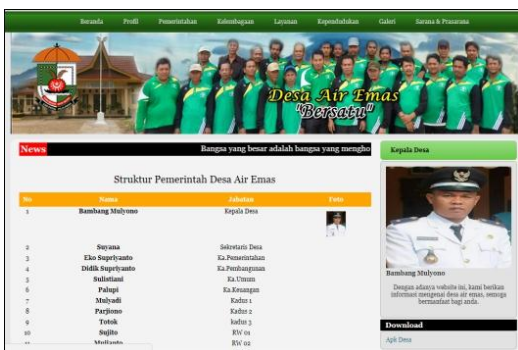 Beranda Profil Pemerintahan Kelembagaan Layanan Kependudukan Galeri Sarana & Prasarana
Desa Air Emas
"Bersatu"
News
Bangsa yang besar adalah bangsa yang mengho
Struktur Pemerintah Desa Air Emas
No Nama Jabatan Foto
1 Bambang Mulyono Kepala Desa
2 Suyana Sekretaris Desa
3 Eko Supriyanto Ka.Pemerintahan
4 Didik Supriyanto Ka.Pembangunan
5 Sulistiani Ka.Umum
6 Palupi Ka.Keuangan
7 Mulyadi Kadus 1
8 Parjiono Kadus 2
9 Totok kadus 3
10 Sujito RW 01
11 Mujianto RW 02
Kepala Desa
Bambang Mulyono
Dengan adanya website ini, kami berikan
informasi mengenai desa air emas, semoga
bermanfaat bagi anda.
Download
Apk Desa